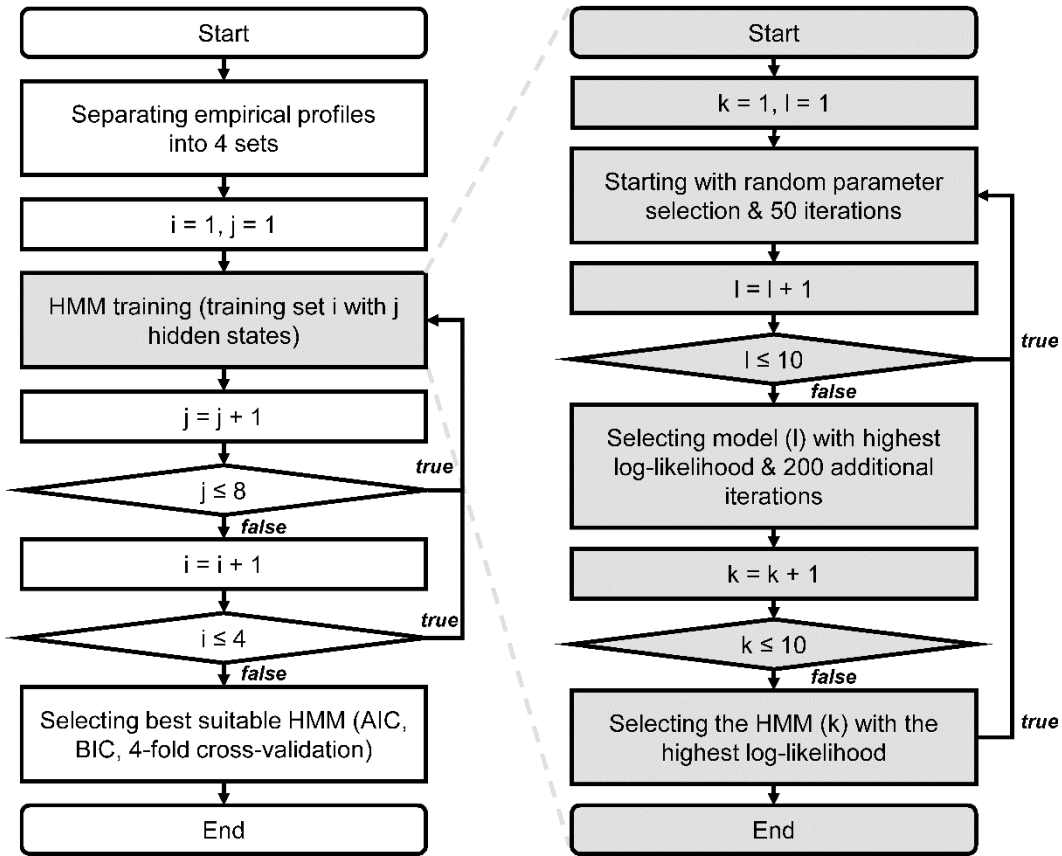 Start
Separating empirical profiles
into 4 sets
i = 1, j = 1
HMM training (training set i with j
hidden states)
j = j + 1
true
j ≤ 8
false
i = i + 1
true
i ≤ 4
false
Selecting best suitable HMM (AIC,
BIC, 4-fold cross-validation)
End
Start
k = 1, l = 1
Starting with random parameter
selection & 50 iterations
l = l + 1
true
l ≤ 10
false
Selecting model (l) with highest
log-likelihood & 200 additional
iterations
k = k + 1
k ≤ 10
false
Selecting the HMM (k) with the
highest log-likelihood
true
End